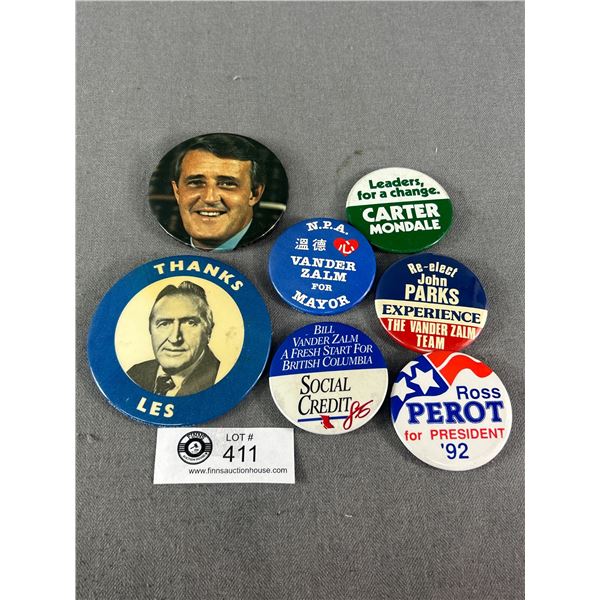 Leaders,
for a change.
CARTER
MONDALE
N.P.A.
溫德心
VANDER
ZALM
FOR
MAYOR
Re-elect
John
PARKS
EXPERIENCE
THE VANDER ZALM
TEAM
THANKS
LES
BILL
VANDER ZALM
A FRESH START FOR
BRITISH COLUMBIA
SOCIAL
CREDIT
86
Ross
PEROT
for PRESIDENT
'92
LOT #
411
www.finnsauctionhouse.com